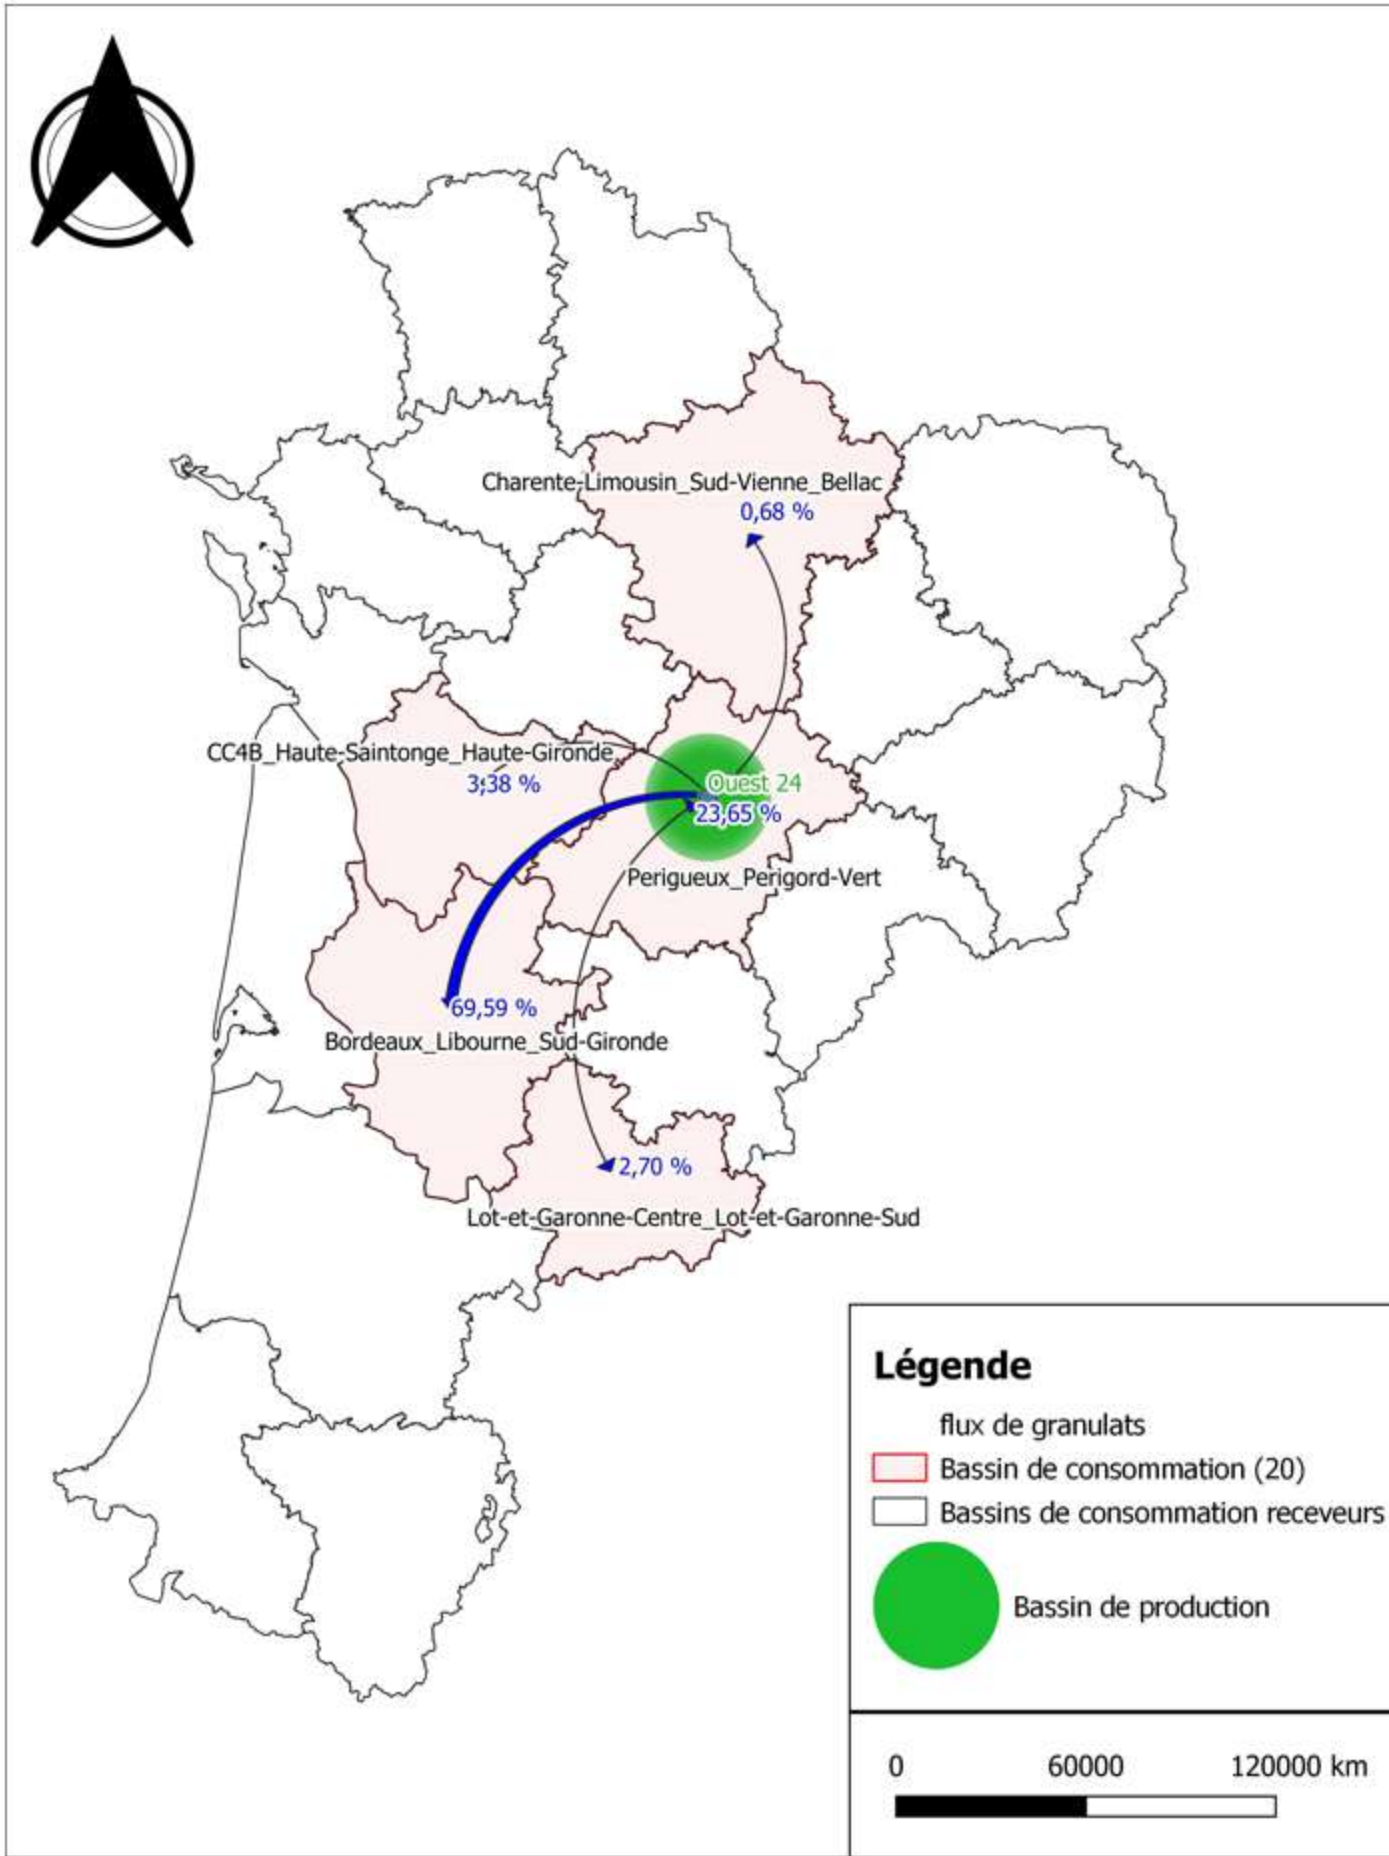 Charente-Limousin_Sud-Vienne_Bellac
0,68 %
CC4B_Haute-Saintonge_Haute-Gironde
3,38 %
Ouest 24
23,65 %
Perigueux_Perigord-Vert
69,59 %
Bordeaux_Libourne_Sud-Gironde
2,70 %
Lot-et-Garonne-Centre_Lot-et-Garonne-Sud
Légende
flux de granulats
Bassin de consommation (20)
Bassins de consommation receveurs
Bassin de production
0 60000 120000 km